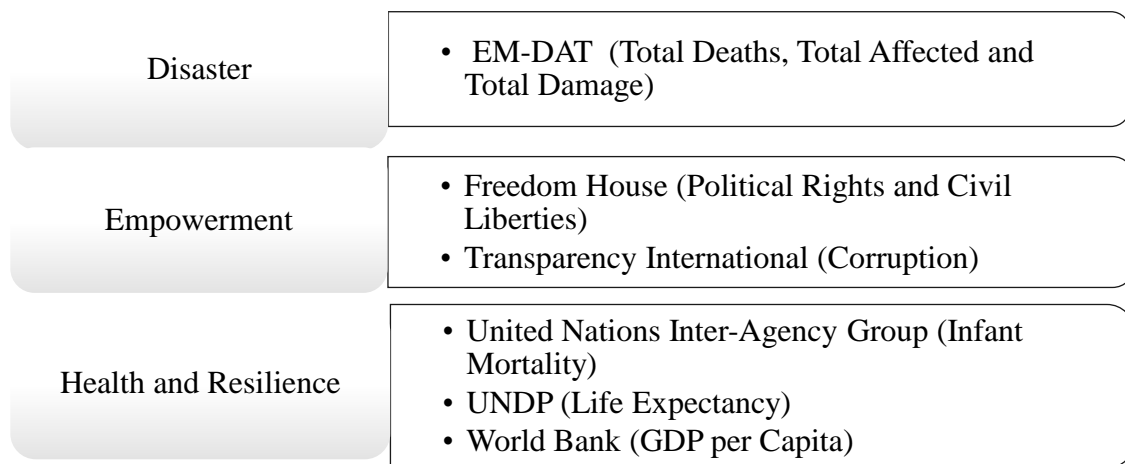 Disaster
• EM-DAT (Total Deaths, Total Affected and
Total Damage)
Empowerment
• Freedom House (Political Rights and Civil
Liberties)
• Transparency International (Corruption)
Health and Resilience
• United Nations Inter-Agency Group (Infant
Mortality)
• UNDP (Life Expectancy)
• World Bank (GDP per Capita)